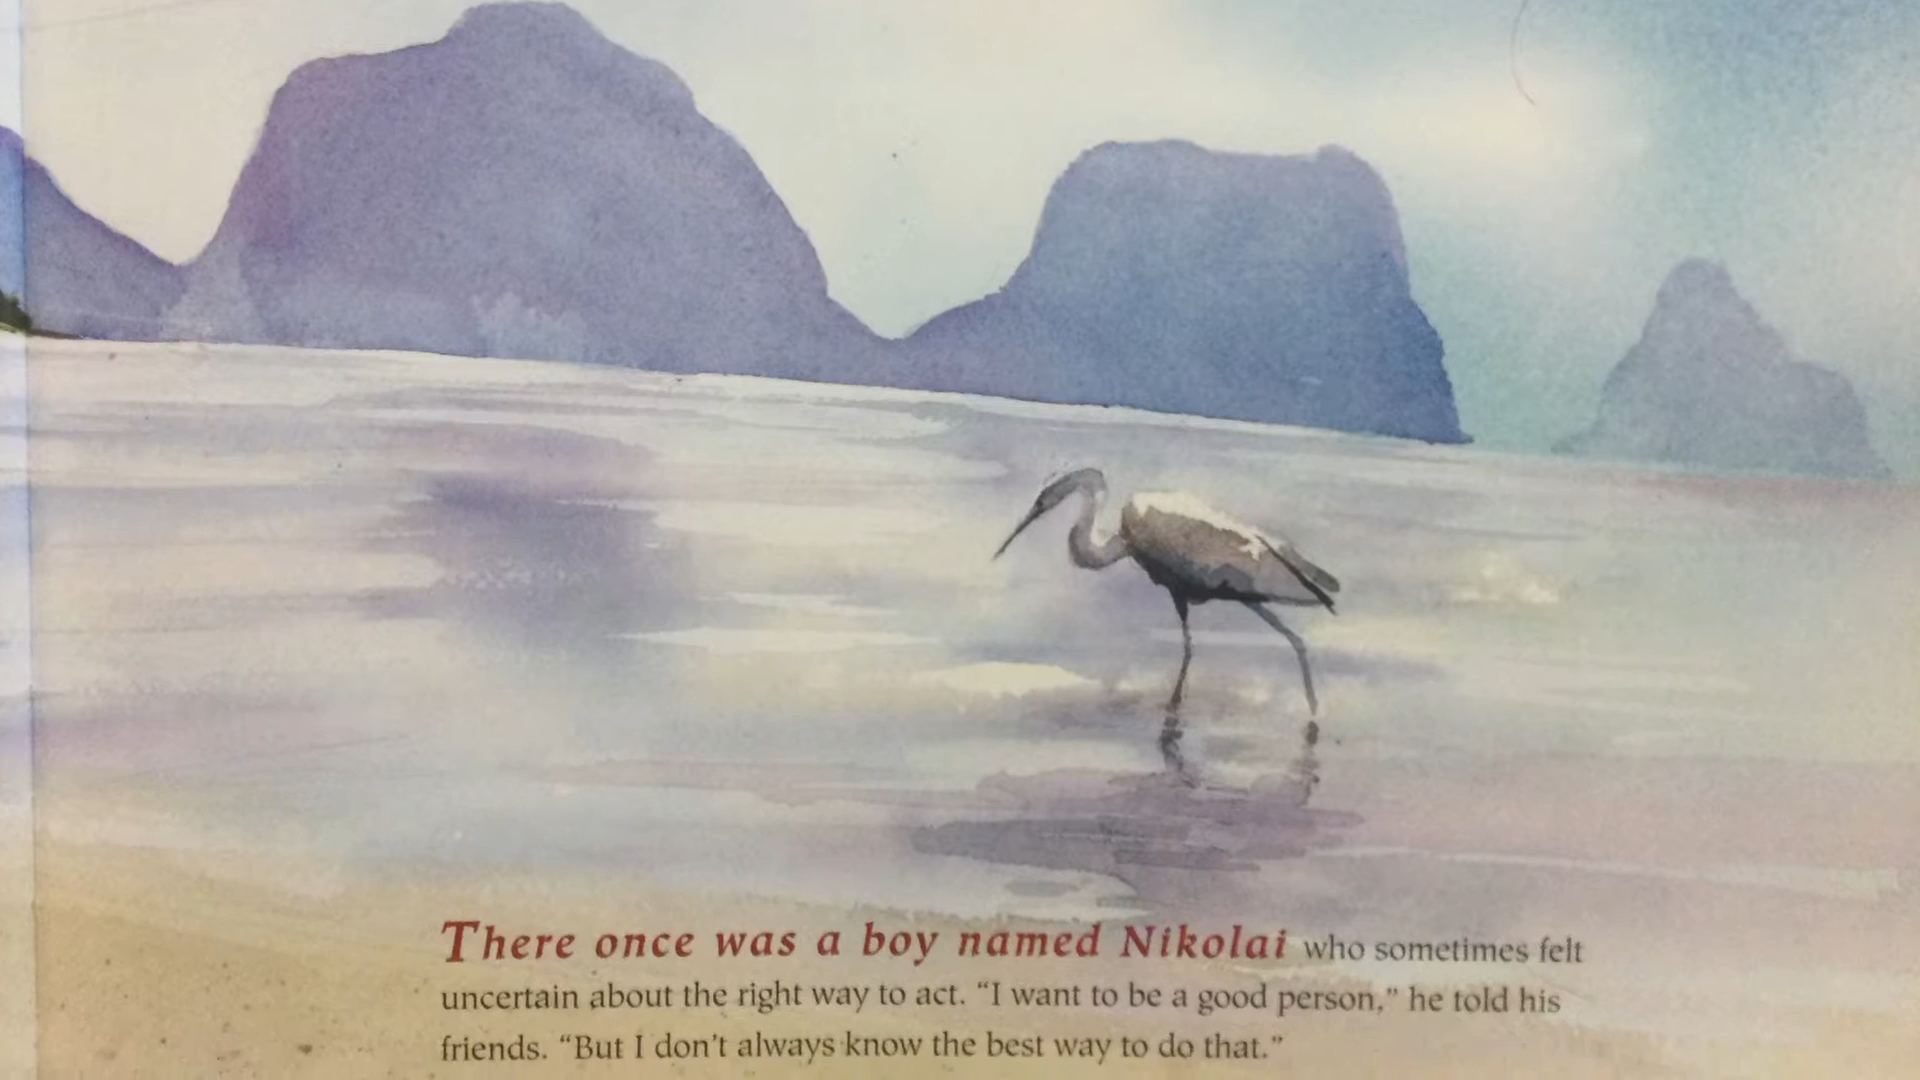 There once was a boy named Nikolai who sometimes felt
uncertain about the right way to act. “I want to be a good person,” he told his
friends. “But I don’t always know the best way to do that.”